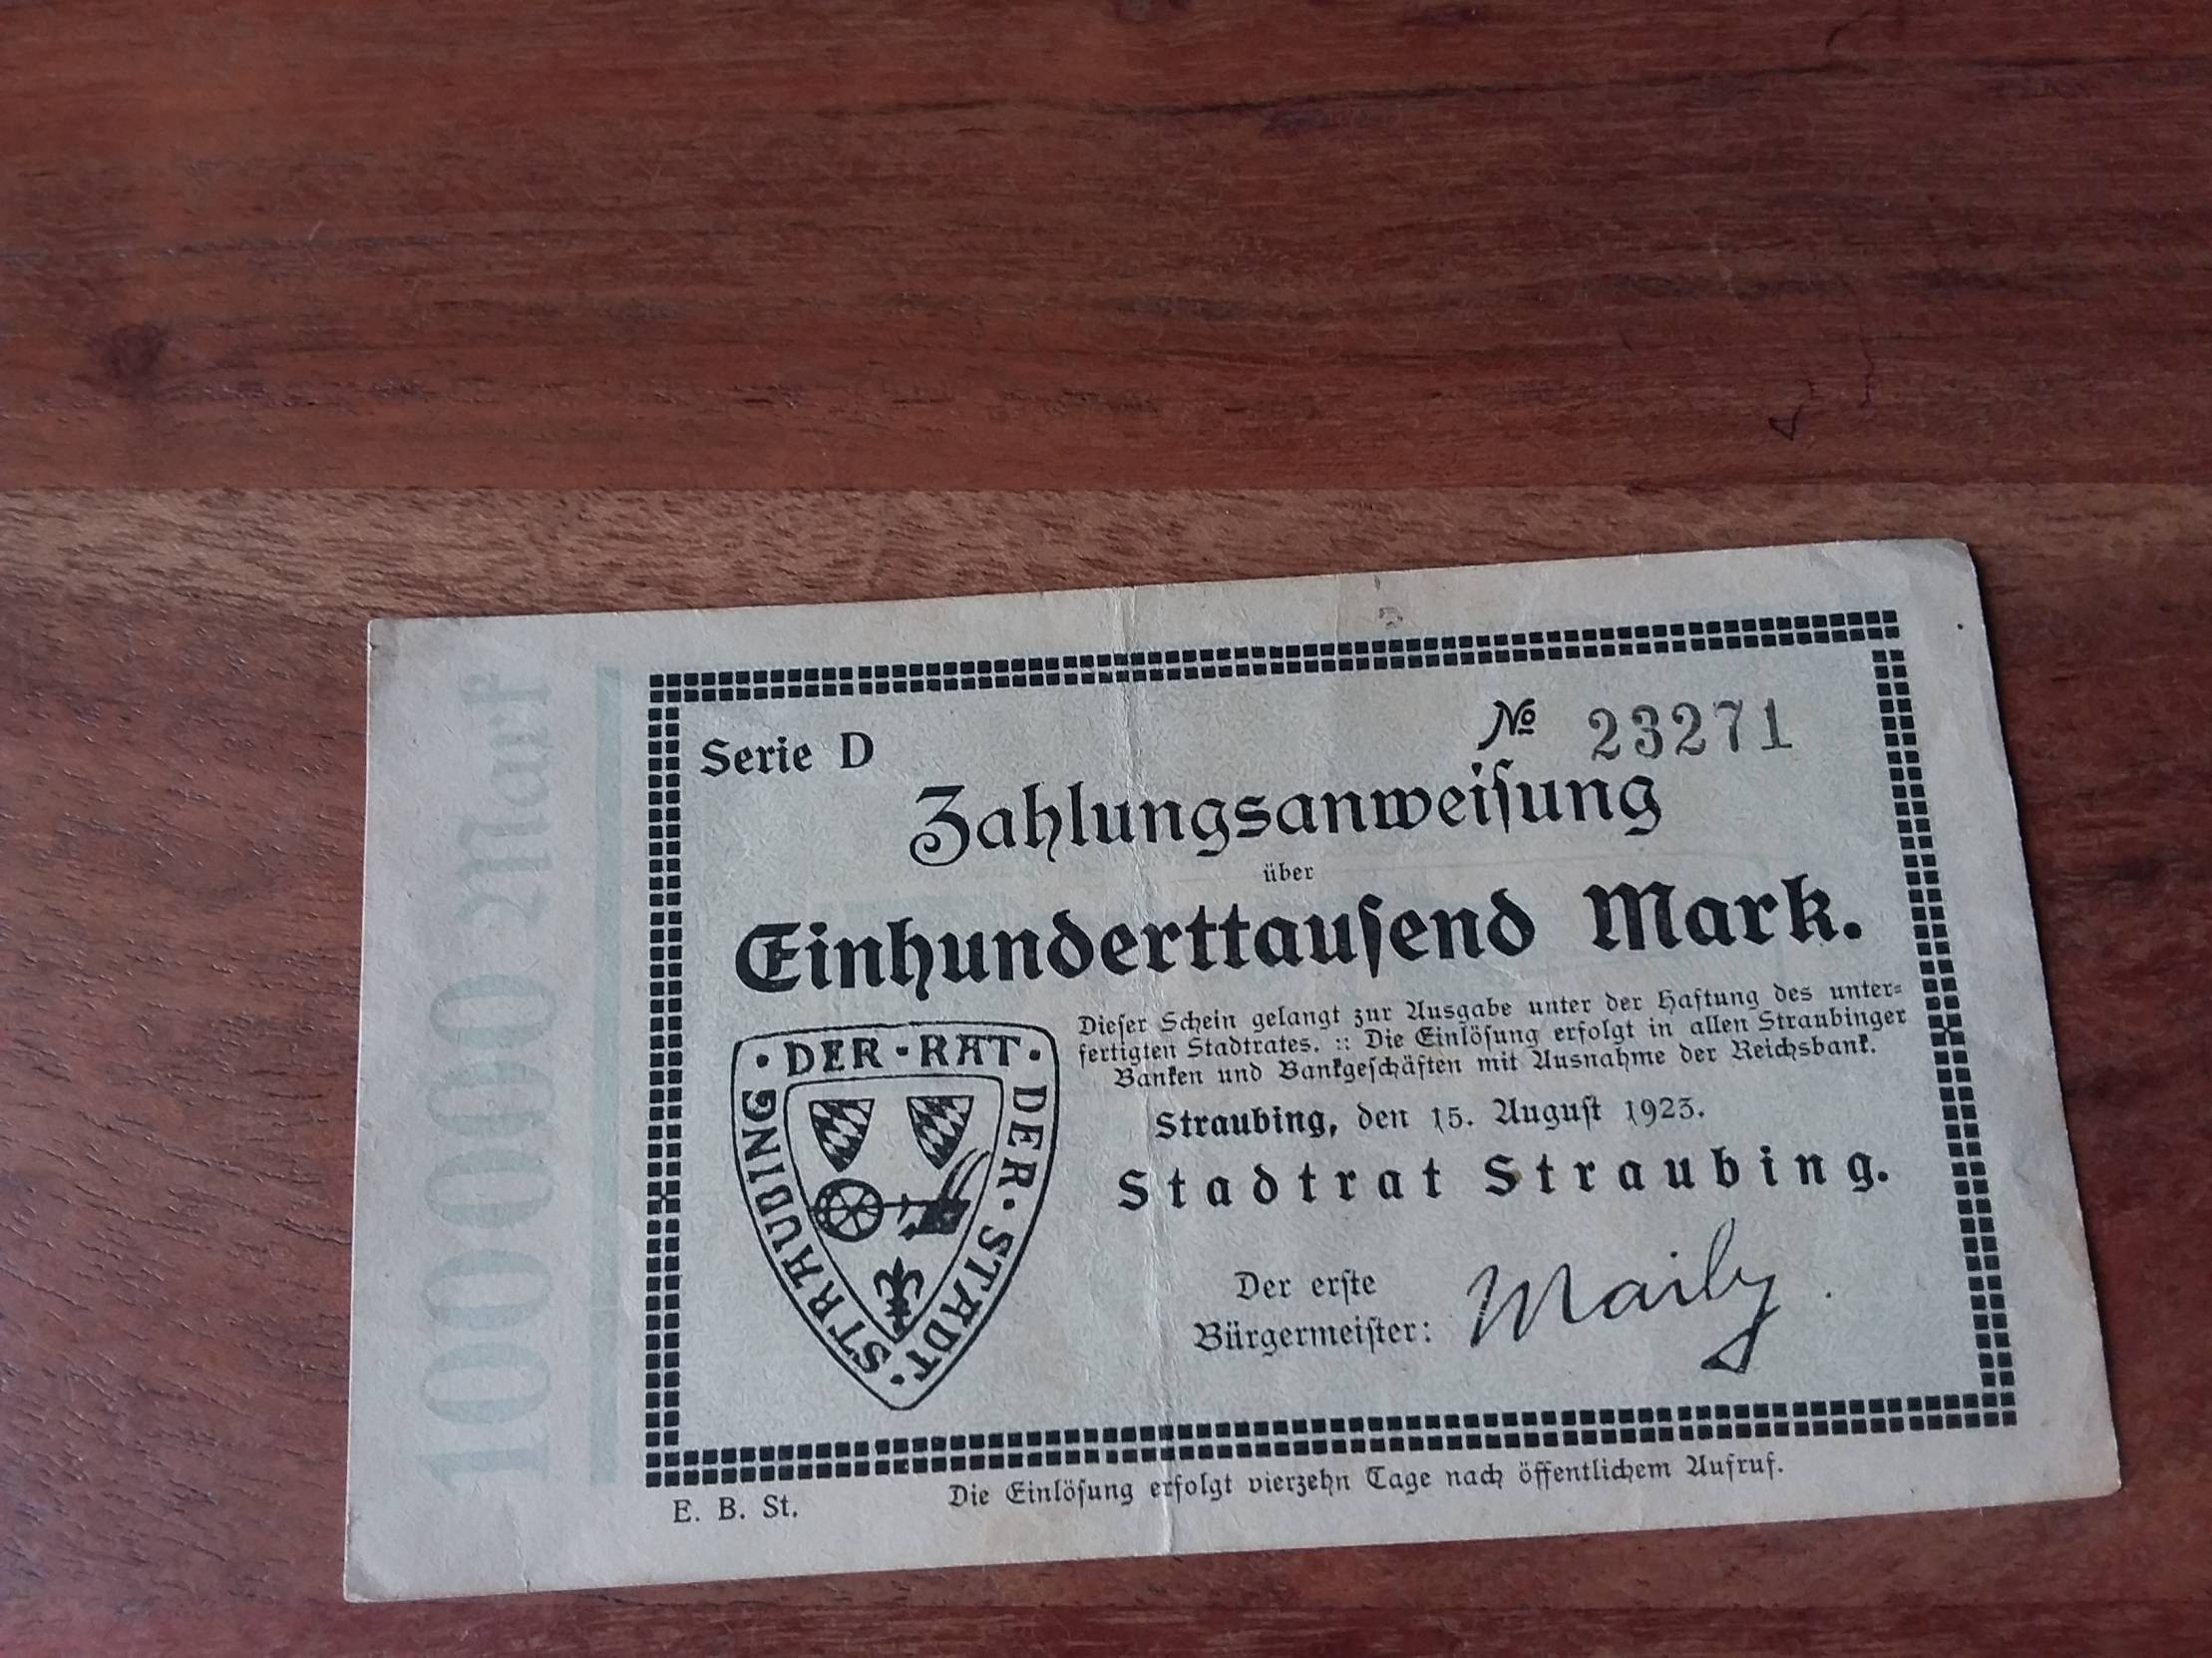 100000 Mark
Serie D
№ 23271
Zahlungsanweiſung
über
Einhunderttauſend Mark.
Dieſer Schein gelangt zur Ausgabe unter der Haftung des unter⸗
fertigten Stadtrates. :: Die Einlöſung erfolgt in allen Straubinger
Banken und Bankgeſchäften mit Ausnahme der Reichsbank.
Straubing, den 15. Auguſt 1923.
Stadtrat Straubing.
Der erſte
Bürgermeiſter:
· DER · RAT · DER · STADT · STRAUBING
E. B. St.
Die Einlöſung erfolgt vierzehn Tage nach öffentlichem Aufruf.